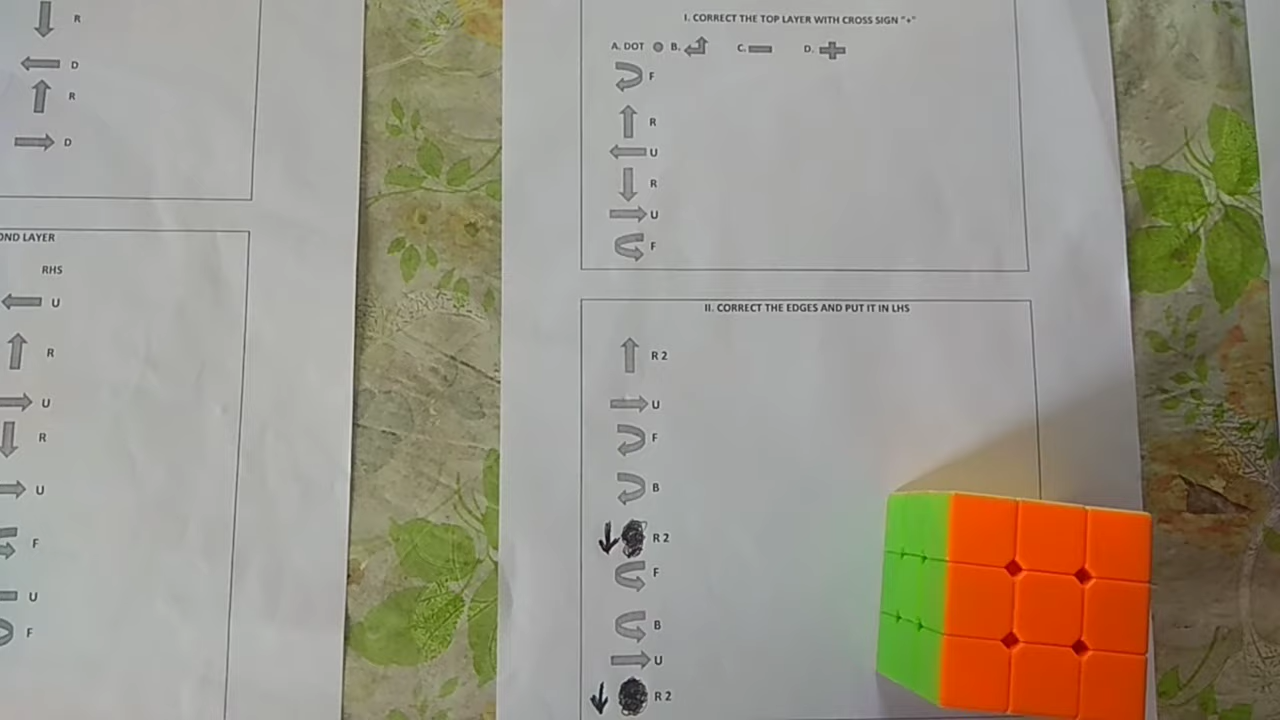 R
D
R
D
OND LAYER
RHS
U
R
U
R
U
F
U
F
I. CORRECT THE TOP LAYER WITH CROSS SIGN "+"
A. DOT B. C. D.
F
R
U
R
U
F
II. CORRECT THE EDGES AND PUT IT IN LHS
R 2
U
F
B
R 2
F
B
U
R 2